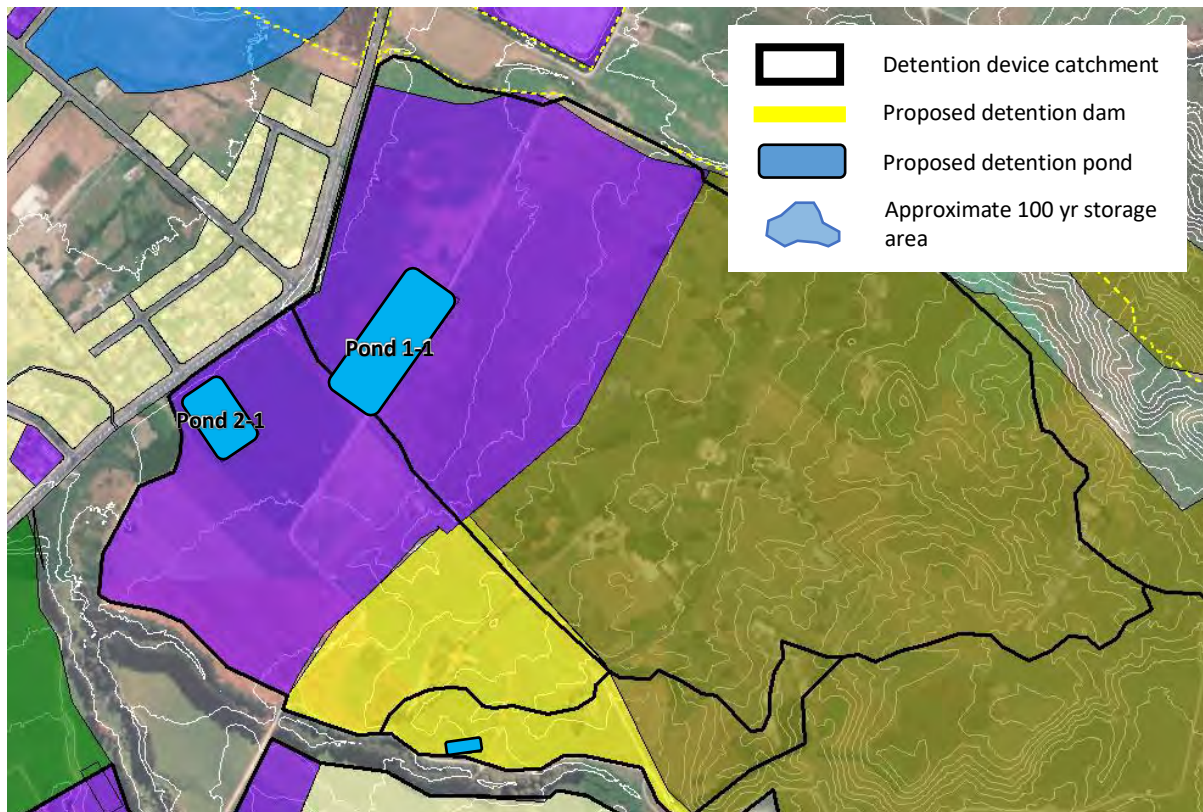 Detention device catchment
Proposed detention dam
Proposed detention pond
Approximate 100 yr storage
area
Pond 1-1
Pond 2-1